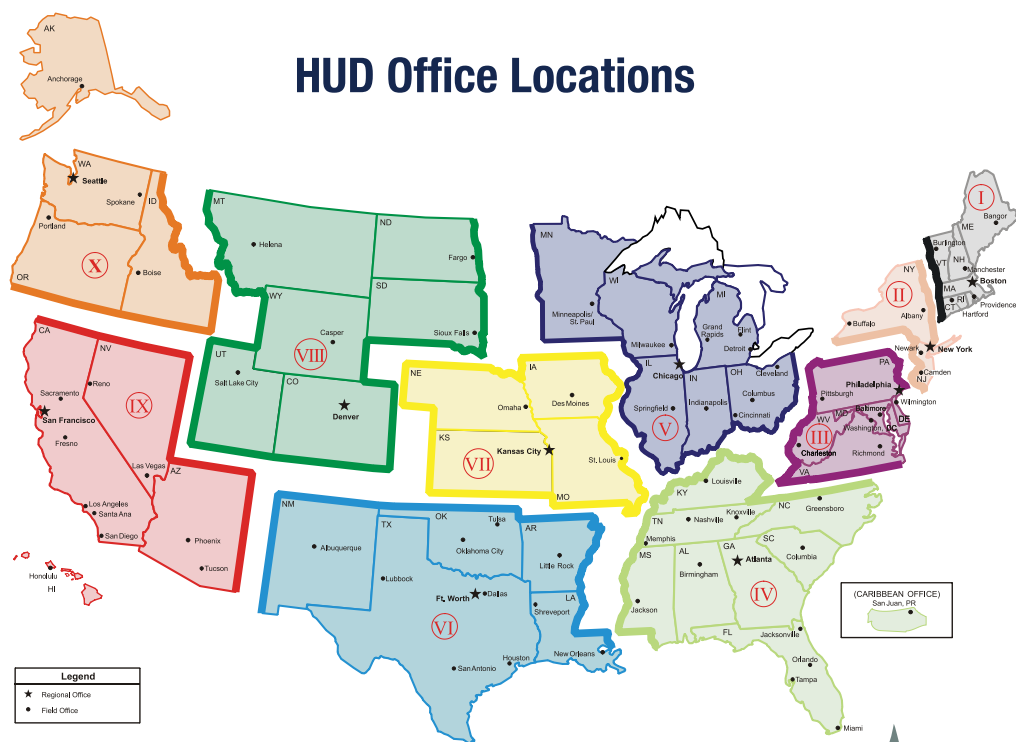 HUD Office Locations
AK
Anchorage
WA
Seattle
Spokane
ID
Portland
X
Boise
OR
MT
ND
Helena
Fargo
WY
SD
Casper
Sioux Falls
VIII
UT
Salt Lake City
CO
Denver
CA
NV
Reno
Sacramento
IX
San Francisco
Fresno
Las Vegas
AZ
Los Angeles
Santa Ana
San Diego
Phoenix
Tucson
Honolulu
HI
NE
IA
Omaha
Des Moines
KS
Kansas City
VII
St. Louis
MO
MN
WI
MI
Minneapolis/
St. Paul
Grand
Rapids
Flint
Milwaukee
Detroit
IL
Chicago
IN
OH
Cleveland
Springfield
Indianapolis
Columbus
Cincinnati
V
I
Bangor
ME
Burlington
VT
NH
Manchester
MA
Boston
RI
Providence
CT
Hartford
NY
II
Albany
Buffalo
Newark
New York
NJ
Camden
PA
Philadelphia
Pittsburgh
Wilmington
WV
MD
Baltimore
DE
Washington,
DC
III
Charleston
Richmond
VA
NM
TX
OK
Tulsa
AR
Albuquerque
Oklahoma City
Little Rock
Lubbock
Ft. Worth
Dallas
LA
Shreveport
VI
Houston
New Orleans
San Antonio
KY
Louisville
NC
Greensboro
TN
Nashville
Knoxville
Memphis
MS
AL
GA
SC
Atlanta
Columbia
Birmingham
IV
Jackson
FL
Jacksonville
Orlando
Tampa
Miami
(CARIBBEAN OFFICE)
San Juan, PR
Legend
Regional Office
Field Office